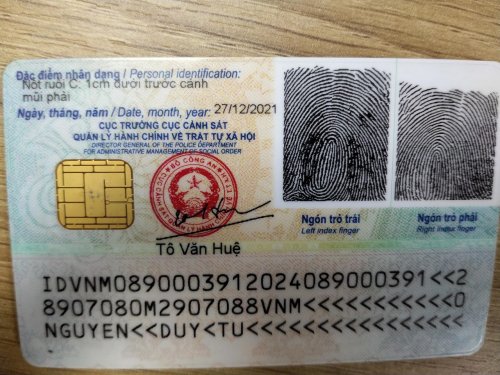 Đặc điểm nhân dạng / Personal identification:
Nốt ruồi C: 1cm dưới trước cánh
mũi phải
Ngày, tháng, năm / Date, month, year: 27/12/2021
CỤC TRƯỞNG CỤC CẢNH SÁT
QUẢN LÝ HÀNH CHÍNH VỀ TRẬT TỰ XÃ HỘI
DIRECTOR GENERAL OF THE POLICE DEPARTMENT
FOR ADMINISTRATIVE MANAGEMENT OF SOCIAL ORDER
BỘ CÔNG AN
Tô Văn Huệ
Ngón trỏ trái
Left index finger
Ngón trỏ phải
Right index finger
IDVNM0890003912024089000391<<2
8907080M2907088VNM<<<<<<<<<<<0
NGUYEN<<DUY<TU<<<<<<<<<<<<<<<<